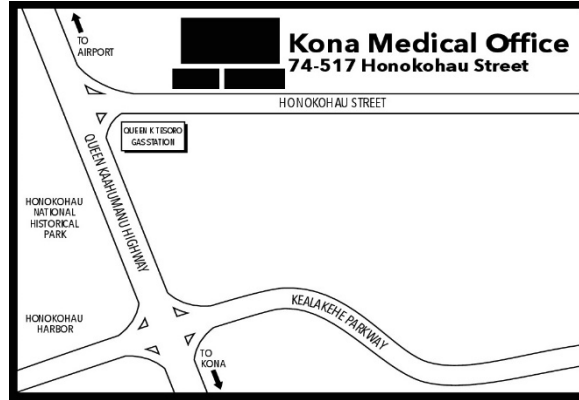 TO
AIRPORT
Kona Medical Office
74-517 Honokohau Street
HONOKOHAU STREET
QUEEN K TESORO
GAS STATION
QUEEN KAAHUMANU HIGHWAY
HONOKOHAU
NATIONAL
HISTORICAL
PARK
HONOKOHAU
HARBOR
KEALAKEHE PARKWAY
TO
KONA